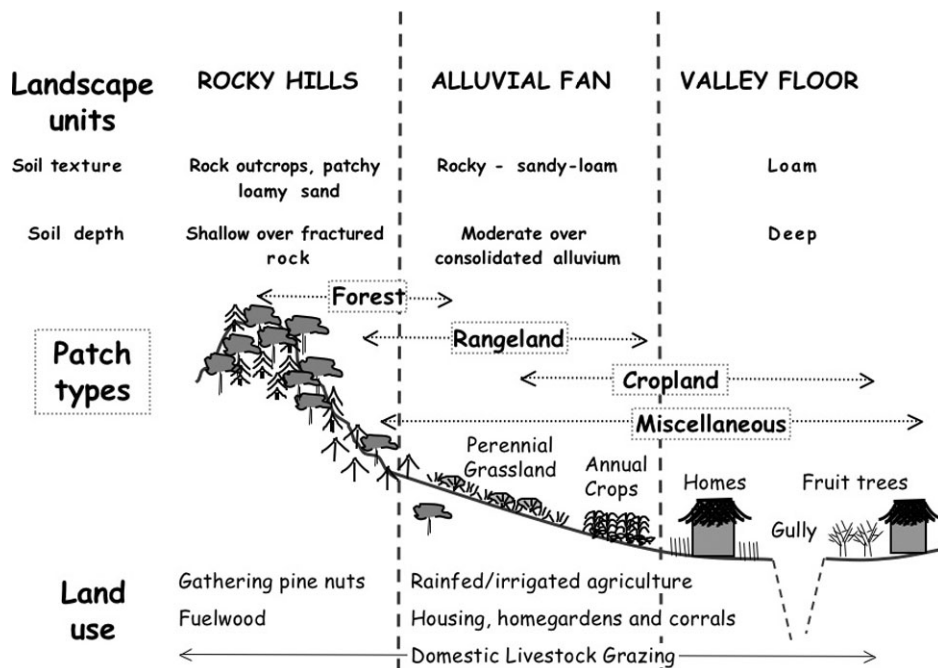 Landscape units
ROCKY HILLS
ALLUVIAL FAN
VALLEY FLOOR
Soil texture
Rock outcrops, patchy
loamy sand
Rocky - sandy-loam
Loam
Soil depth
Shallow over fractured
rock
Moderate over
consolidated alluvium
Deep
Forest
Rangeland
Patch
types
Cropland
Miscellaneous
Perennial
Grassland
Annual
Crops
Homes
Fruit trees
Gully
Land
use
Gathering pine nuts
Rainfed/irrigated agriculture
Fuelwood
Housing, homegardens and corrals
Domestic Livestock Grazing